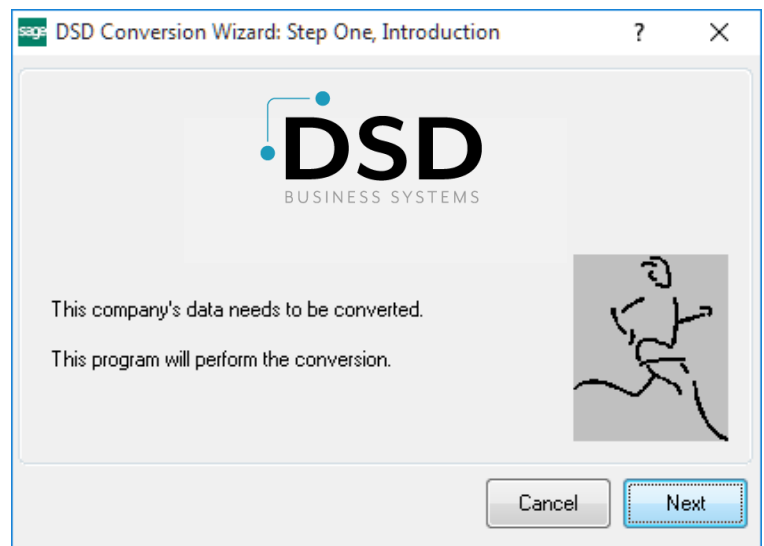 sage DSD Conversion Wizard: Step One, Introduction ?
DSD
BUSINESS SYSTEMS
This company's data needs to be converted.
This program will perform the conversion.
Cancel Next